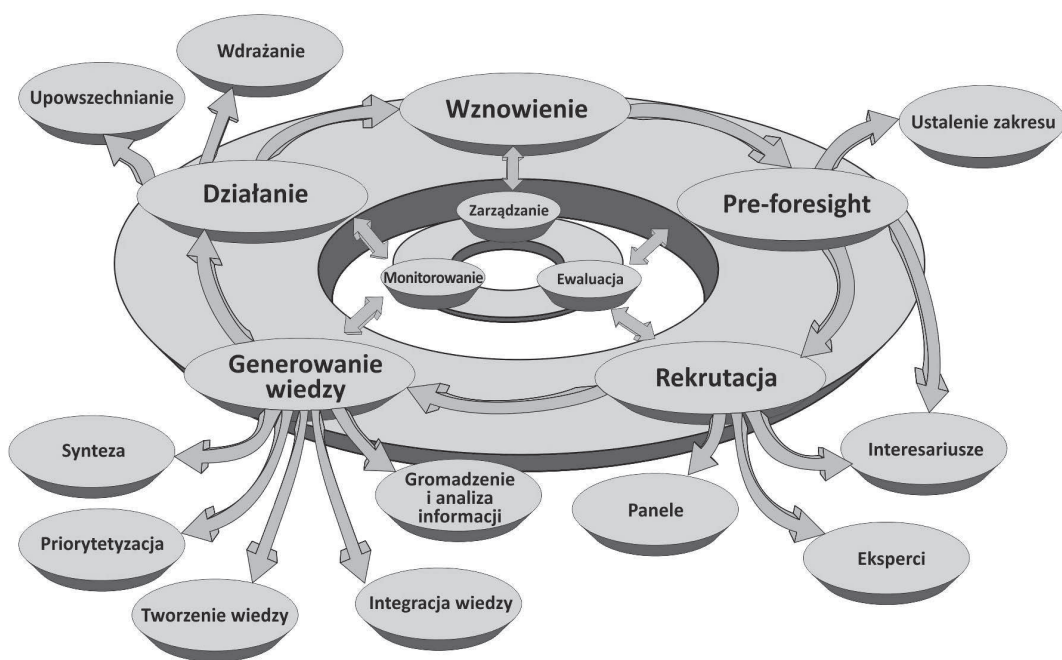 Wdrażanie
Upowszechnianie
Wznowienie
Ustalenie zakresu
Działanie
Pre-foresight
Zarządzanie
Monitorowanie
Ewaluacja
Generowanie
wiedzy
Rekrutacja
Synteza
Interesariusze
Gromadzenie
i analiza
informacji
Panele
Priorytetyzacja
Eksperci
Tworzenie wiedzy
Integracja wiedzy